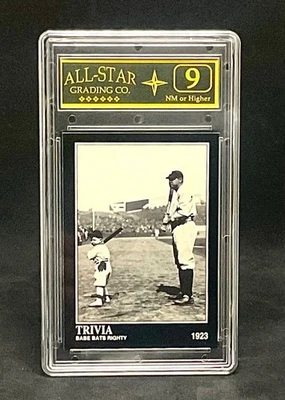 ALL-STAR
GRADING CO.
9
NM or Higher
TRIVIA
BABE BATS RIGHTY
1923